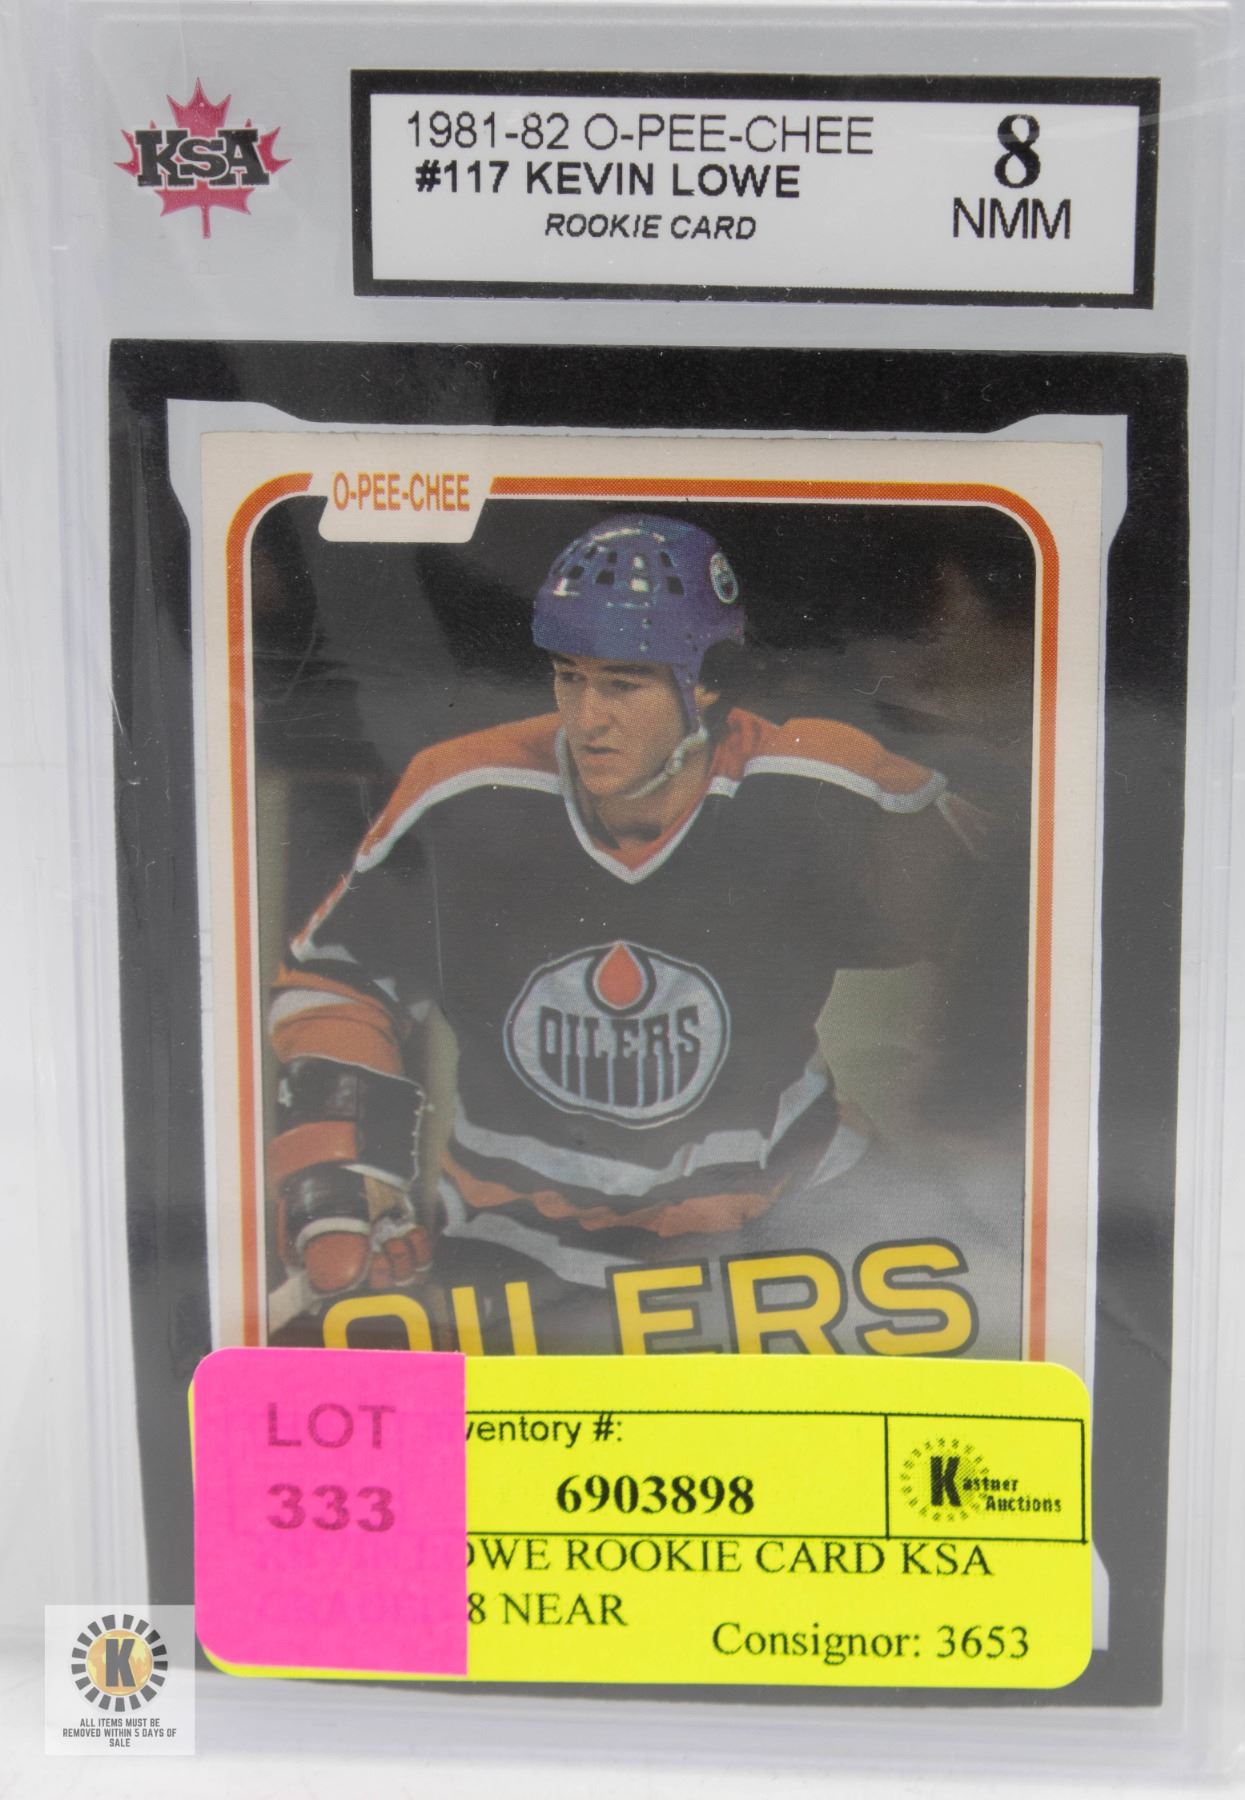 KSA
1981-82 O-PEE-CHEE
#117 KEVIN LOWE
ROOKIE CARD
8
NMM
O-PEE-CHEE
OILERS
OILERS
LOT
333
ventory #:
6903898
Kastner
Auctions
OWE ROOKIE CARD KSA
8 NEAR
Consignor: 3653
K
ALL ITEMS MUST BE
REMOVED WITHIN 5 DAYS OF
SALE